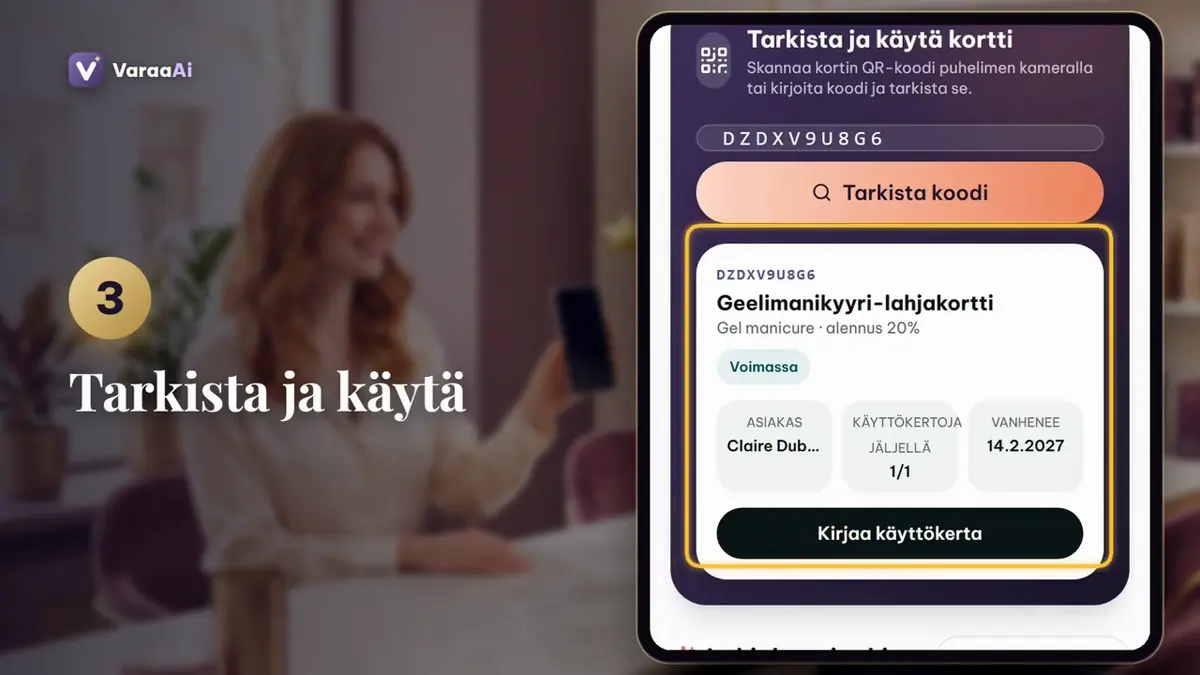 VaraaAi
3
Tarkista ja käytä
Tarkista ja käytä kortti
Skannaa kortin QR-koodi puhelimen kameralla
tai kirjoita koodi ja tarkista se.
DZDXV9U8G6
Tarkista koodi
DZDXV9U8G6
Geelimanikyyri-lahjakortti
Gel manicure · alennus 20%
Voimassa
ASIAKAS
Claire Dub...
KÄYTTÖKERTOJA
JÄLJELLÄ
1/1
VANHENEE
14.2.2027
Kirjaa käyttökerta